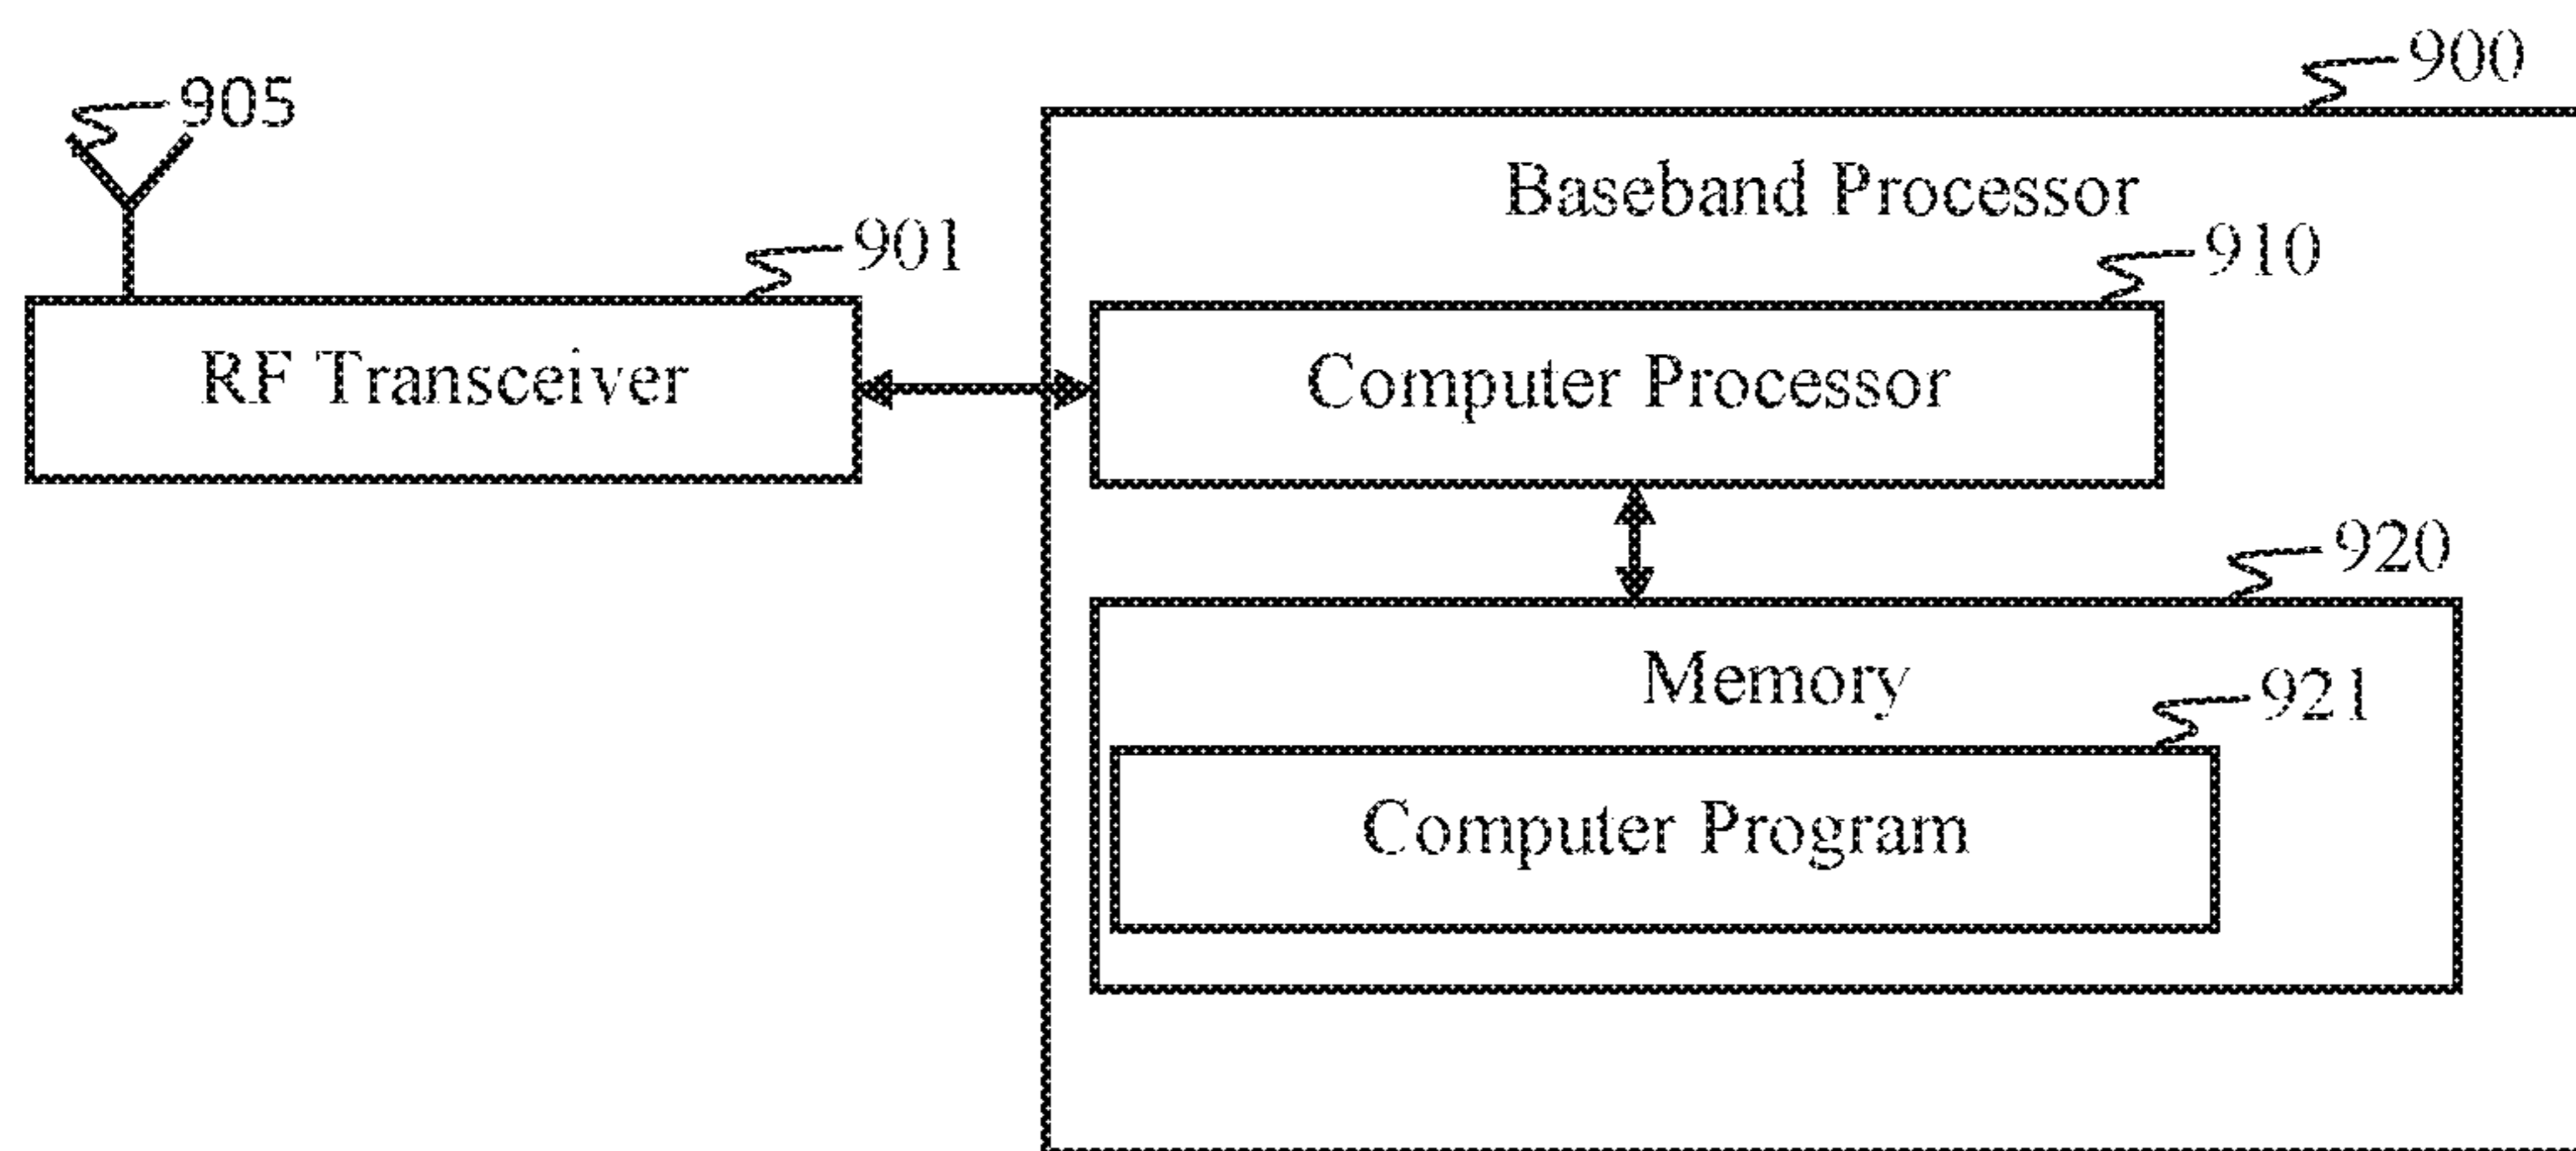 900
905
Baseband Processor
901
910
RF Transceiver
Computer Processor
920
Memory
921
Computer Program